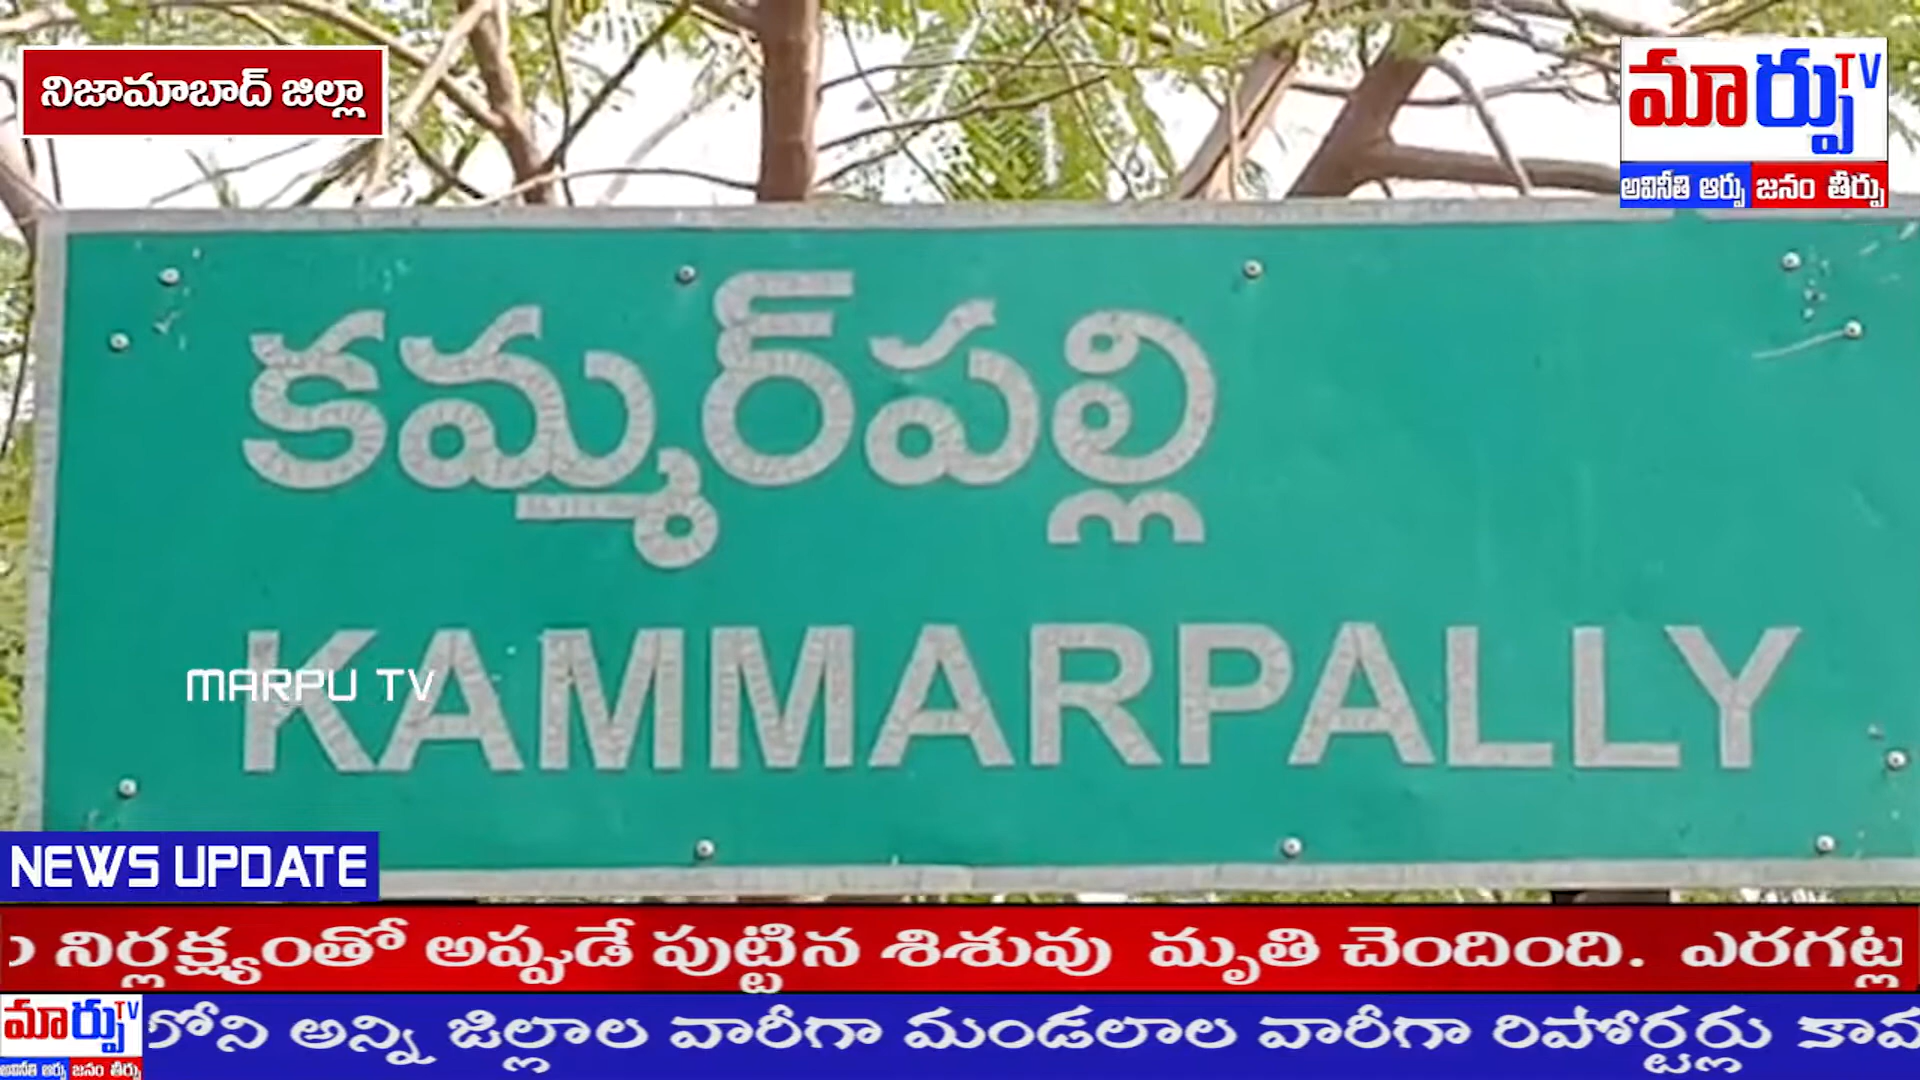 నిజామాబాద్ జిల్లా
మార్పు TV
అవినీతి ఆర్పు జనం తీర్పు
కమ్మర్‌పల్లి
KAMMARPALLY
MARPU TV
NEWS UPDATE
నిర్లక్ష్యంతో అప్పుడే పుట్టిన శిశువు మృతి చెందింది. ఎరగట్ల
మార్పు TV
అవినీతి ఆర్పు జనం తీర్పు
లోని అన్ని జిల్లాల వారీగా మండలాల వారీగా రిపోర్టర్లు కావ